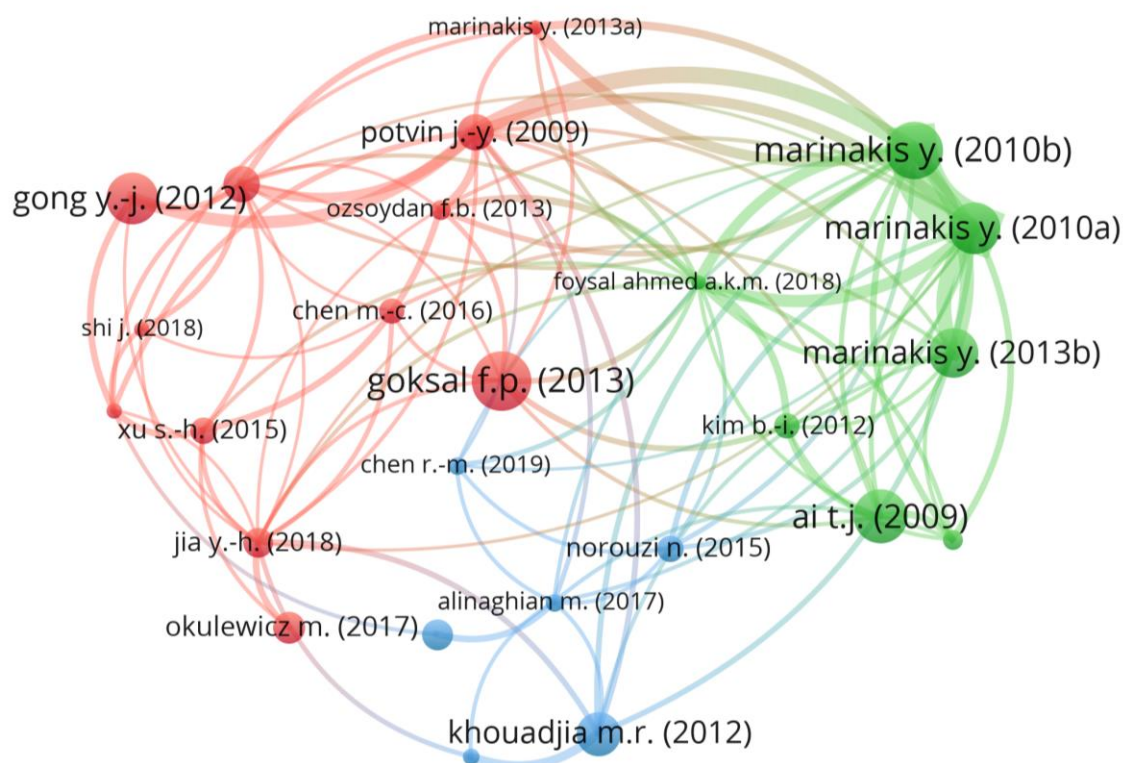 marinakis y. (2013a)
potvin j.-y. (2009)
marinakis y. (2010b)
gong y.-j. (2012)
ozsoydan f.b. (2013)
marinakis y. (2010a)
foysal ahmed a.k.m. (2018)
chen m.-c. (2016)
shi j. (2018)
marinakis y. (2013b)
goksal f.p. (2013)
xu s.-h. (2015)
kim b.-i. (2012)
chen r.-m. (2019)
ai t.j. (2009)
jia y.-h. (2018)
norouzi n. (2015)
alinaghian m. (2017)
okulewicz m. (2017)
khouadjia m.r. (2012)